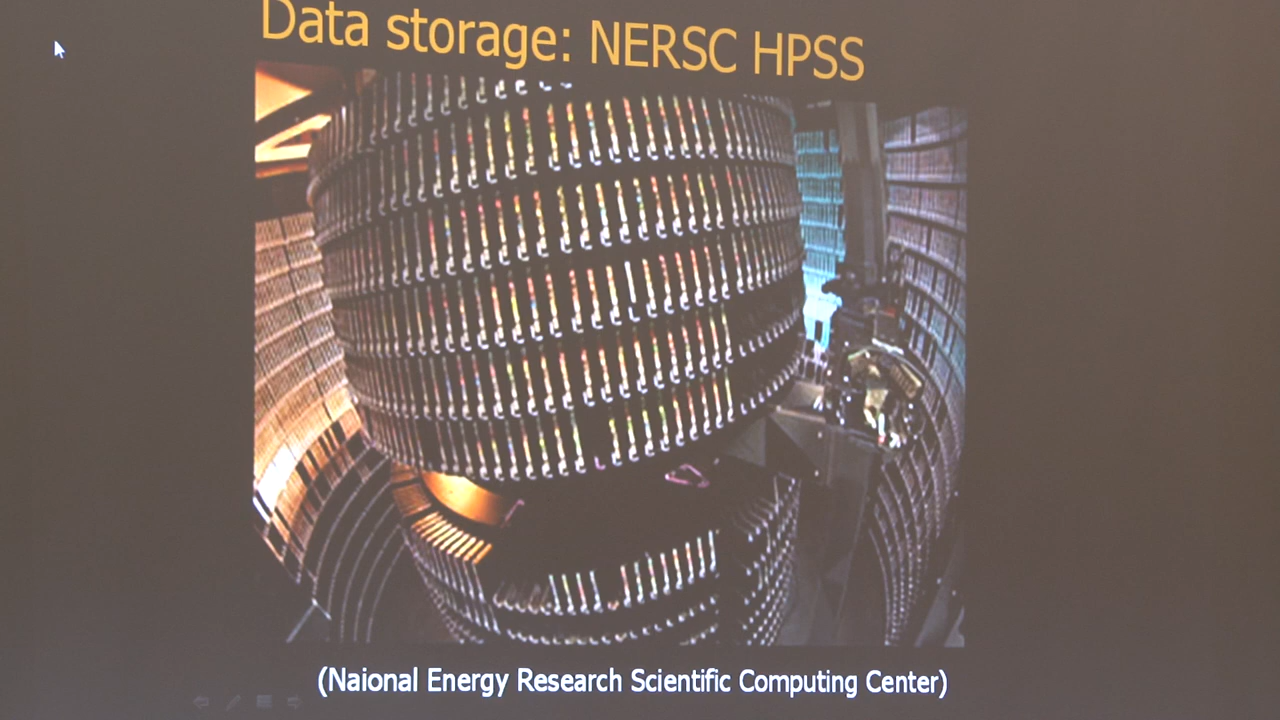 Data storage: NERSC HPSS
(Naional Energy Research Scientific Computing Center)